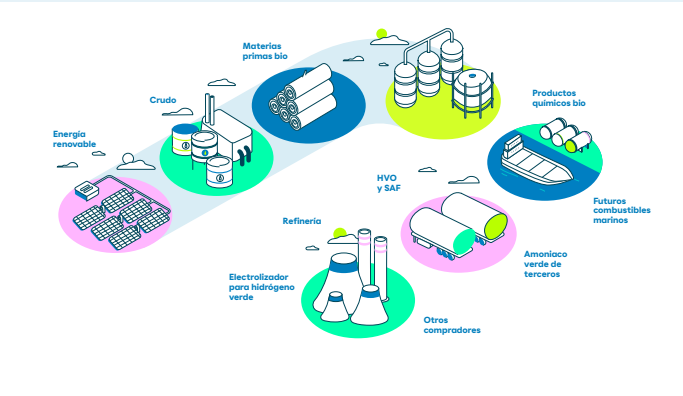 Materias
primas bio
Crudo
Energía
renovable
Productos
químicos bio
HVO
y SAF
Futuros
combustibles
marinos
Refinería
Amoniaco
verde de
terceros
Electrolizador
para hidrógeno
verde
Otros
compradores